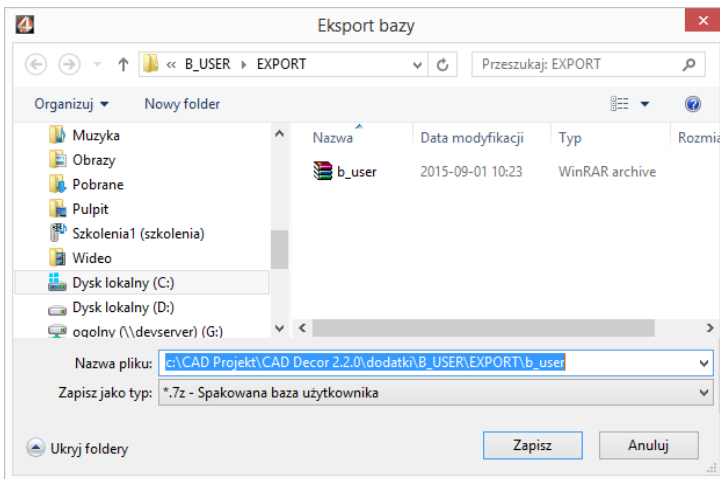 Eksport bazy
« B_USER EXPORT
Przeszukaj: EXPORT
Organizuj
Nowy folder
Muzyka
Obrazy
Pobrane
Pulpit
Szkolenia1 (szkolenia)
Wideo
Dysk lokalny (C:)
Dysk lokalny (D:)
ogolny (\\devserver) (G:)
Nazwa Data modyfikacji Typ Rozmia
b_user 2015-09-01 10:23 WinRAR archive
Nazwa pliku: c:\CAD Projekt\CAD Decor 2.2.0\dodatki\B_USER\EXPORT\b_user
Zapisz jako typ: *.7z - Spakowana baza użytkownika
Ukryj foldery
Zapisz
Anuluj